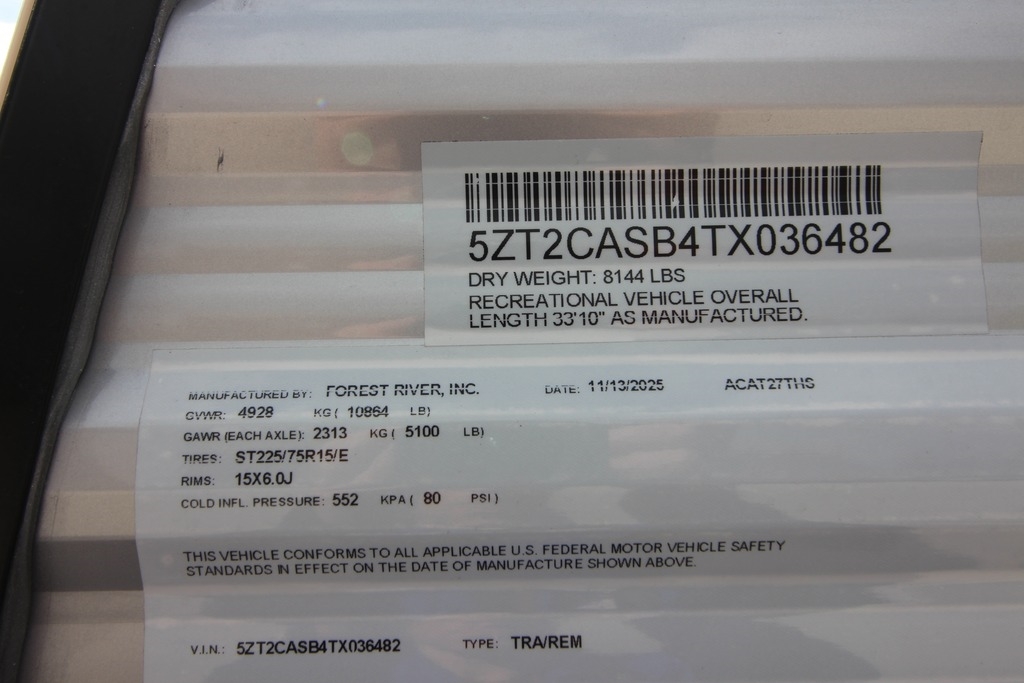 5ZT2CASB4TX036482
DRY WEIGHT: 8144 LBS
RECREATIONAL VEHICLE OVERALL
LENGTH 33'10" AS MANUFACTURED.
MANUFACTURED BY: FOREST RIVER, INC. DATE: 11/13/2025 ACAT27THS
GVWR: 4928 KG ( 10864 LB)
GAWR (EACH AXLE): 2313 KG ( 5100 LB)
TIRES: ST225/75R15/E
RIMS: 15X6.0J
COLD INFL. PRESSURE: 552 KPA ( 80 PSI )
THIS VEHICLE CONFORMS TO ALL APPLICABLE U.S. FEDERAL MOTOR VEHICLE SAFETY
STANDARDS IN EFFECT ON THE DATE OF MANUFACTURE SHOWN ABOVE.
V.I.N.: 5ZT2CASB4TX036482 TYPE: TRA/REM